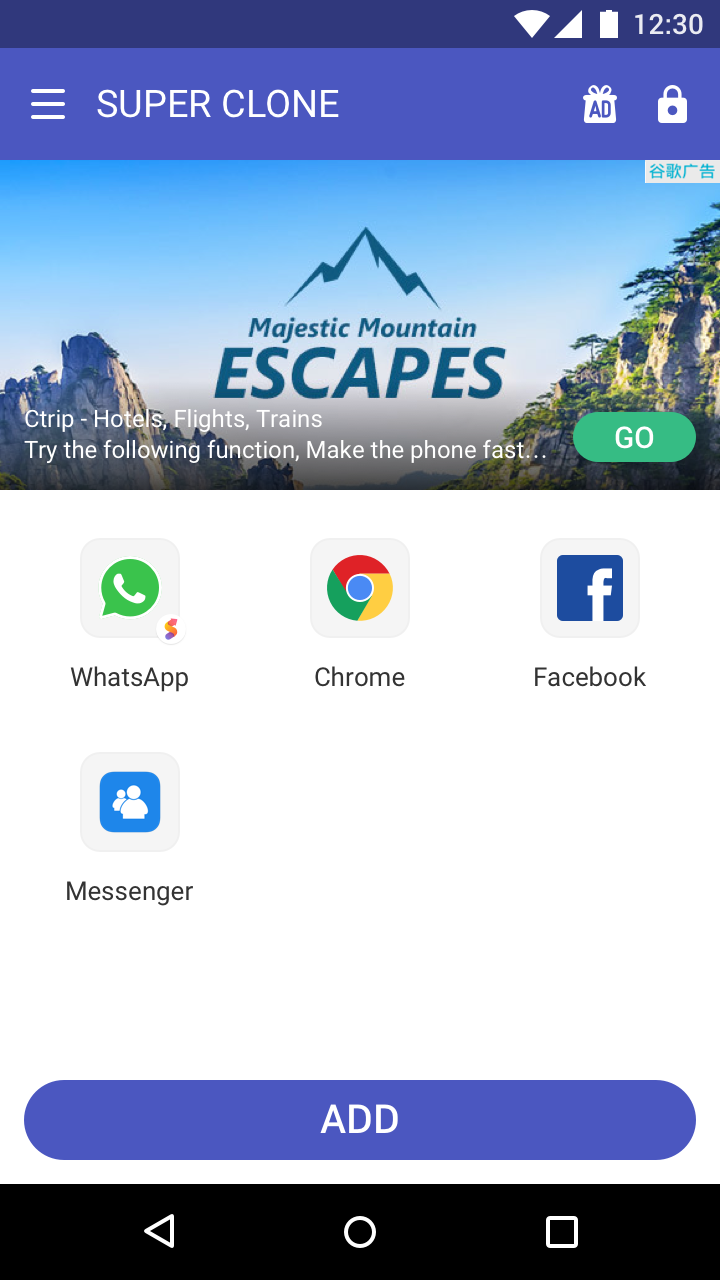 12:30
SUPER CLONE
AD
谷歌广告
Majestic Mountain
ESCAPES
Ctrip - Hotels, Flights, Trains
Try the following function, Make the phone fast…
GO
WhatsApp
Chrome
Facebook
Messenger
ADD